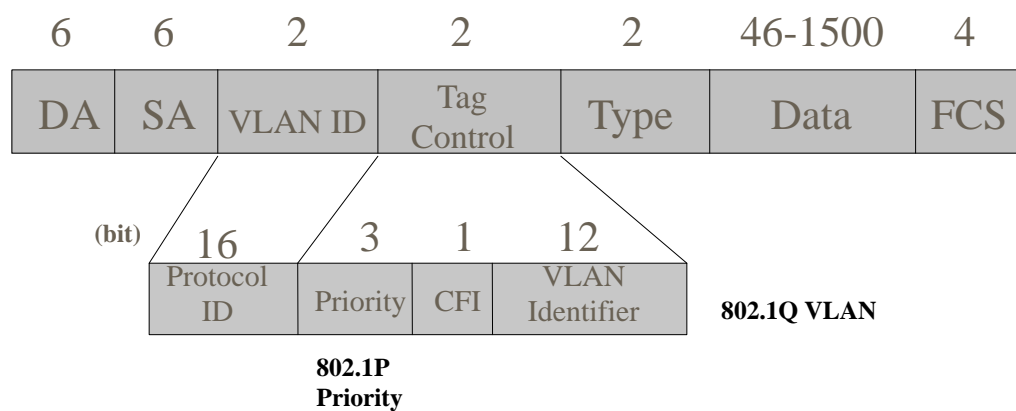 6 6 2 2 2 46-1500 4
DA SA VLAN ID Tag Control Type Data FCS
(bit) 16 3 1 12
Protocol ID Priority CFI VLAN Identifier
802.1Q VLAN
802.1P
Priority